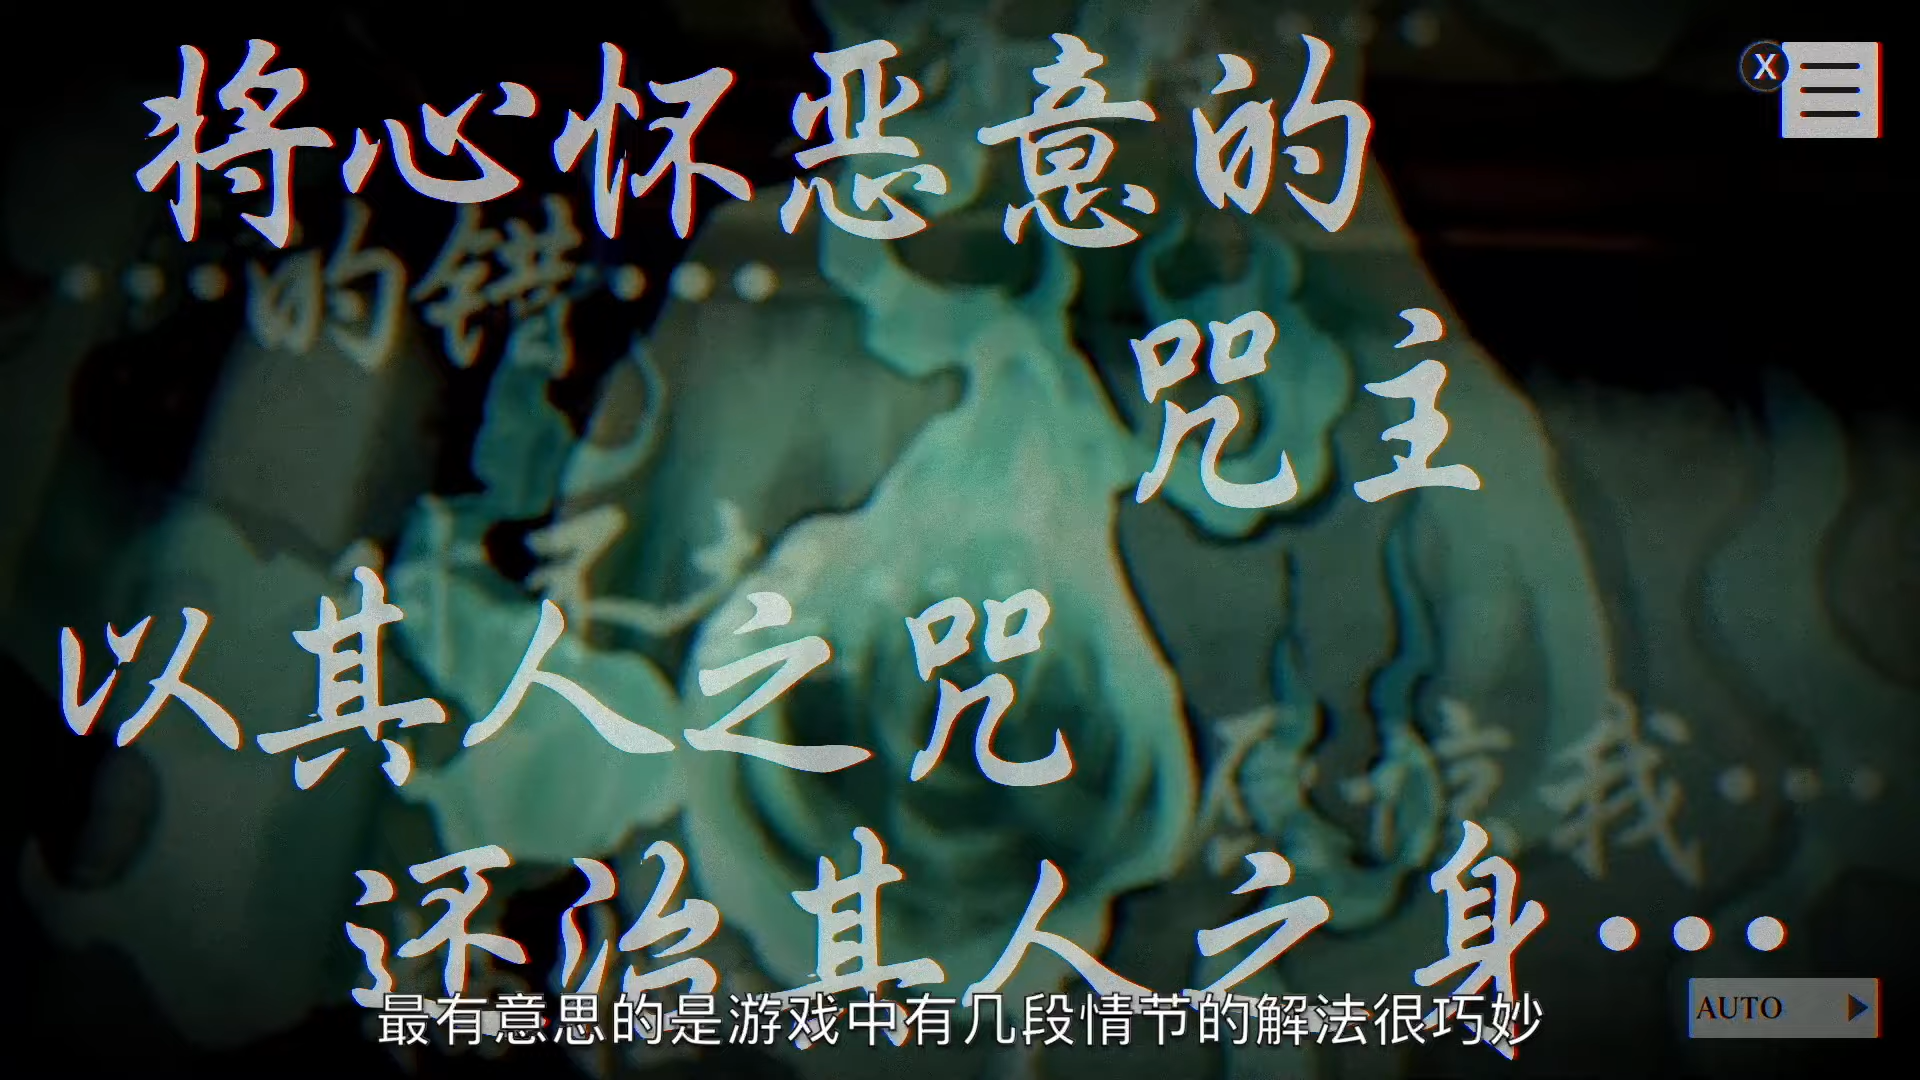 X
将心怀恶意的
…的错…
咒主
以其人之咒
我…
还治其人之身…
最有意思的是游戏中有几段情节的解法很巧妙
AUTO